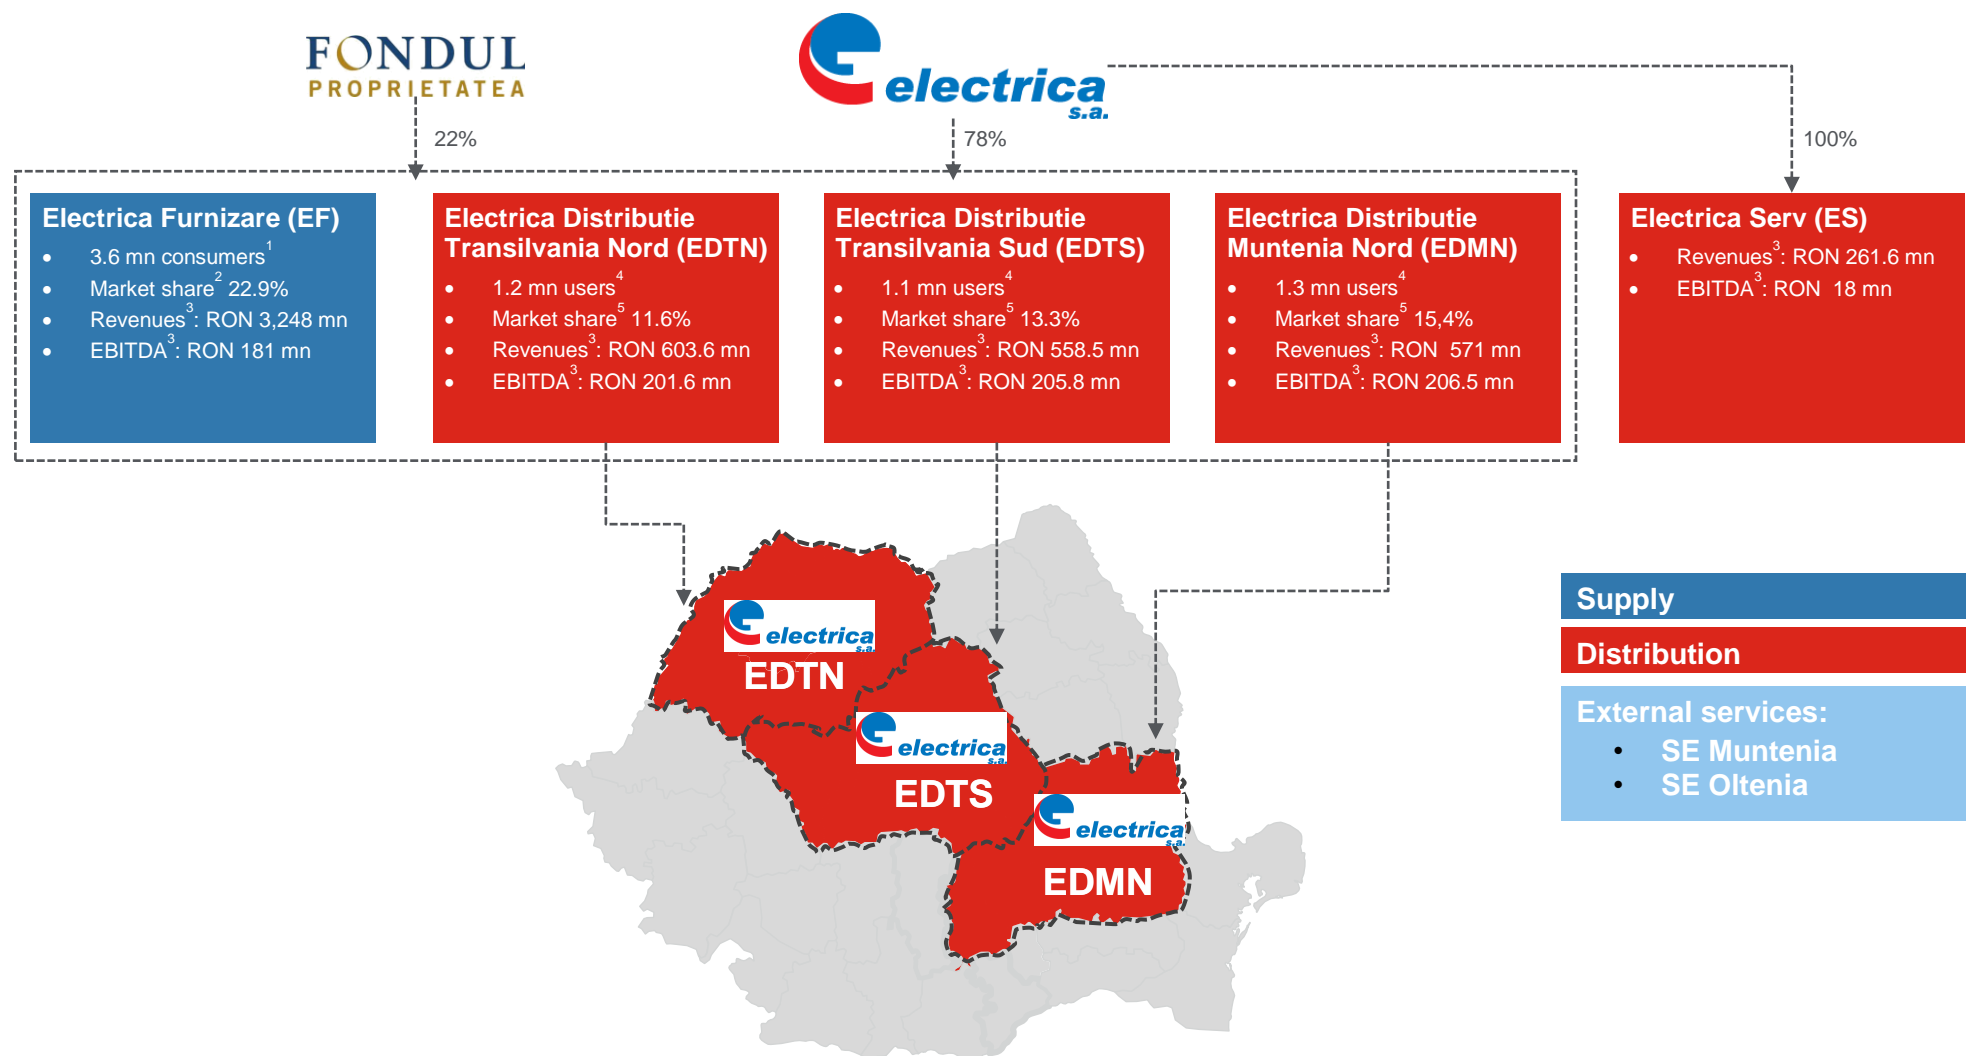 FONDUL
PROPRIETATEA
electrica
s.a.
22%
78%
100%
Electrica Furnizare (EF)
• 3.6 mn consumers1
• Market share2 22.9%
• Revenues3: RON 3,248 mn
• EBITDA3: RON 181 mn
Electrica Distributie
Transilvania Nord (EDTN)
• 1.2 mn users4
• Market share5 11.6%
• Revenues3: RON 603.6 mn
• EBITDA3: RON 201.6 mn
Electrica Distributie
Transilvania Sud (EDTS)
• 1.1 mn users4
• Market share5 13.3%
• Revenues3: RON 558.5 mn
• EBITDA3: RON 205.8 mn
Electrica Distributie
Muntenia Nord (EDMN)
• 1.3 mn users4
• Market share5 15,4%
• Revenues3: RON 571 mn
• EBITDA3: RON 206.5 mn
Electrica Serv (ES)
• Revenues3: RON 261.6 mn
• EBITDA3: RON 18 mn
electrica
s.a.
EDTN
electrica
s.a.
EDTS
electrica
s.a.
EDMN
Supply
Distribution
External services:
• SE Muntenia
• SE Oltenia